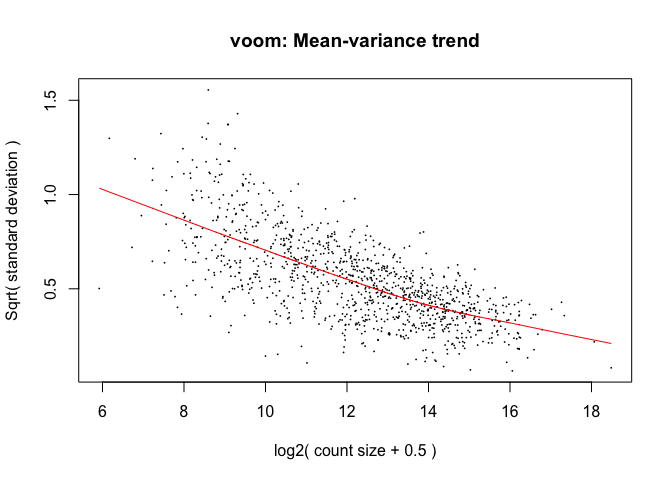 voom: Mean-variance trend
Sqrt( standard deviation )
1.5
1.0
0.5
6 8 10 12 14 16 18
log2( count size + 0.5 )